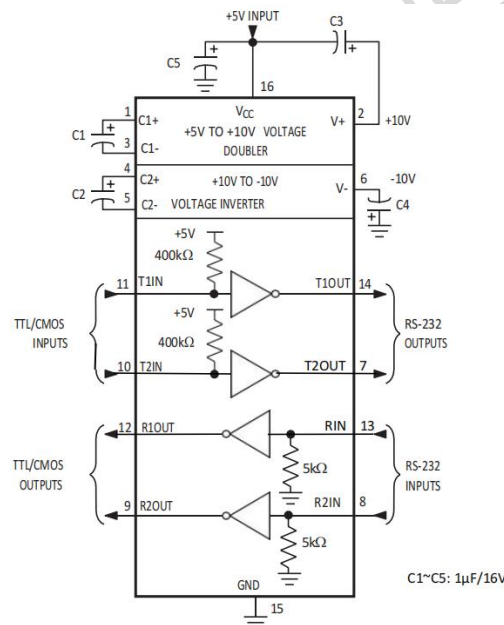 +5V INPUT
C3
+
C5
+
16
1
C1+
VCC
V+
2
+10V
C1
+
+5V TO +10V VOLTAGE
DOUBLER
3
C1-
4
C2+
+10V TO -10V
V-
6
-10V
C2
+
5
C2-
VOLTAGE INVERTER
+
C4
+5V
400kΩ
11
T1IN
T1OUT
14
+5V
TTL/CMOS
INPUTS
400kΩ
RS-232
OUTPUTS
10
T2IN
T2OUT
7
12
R1OUT
RIN
13
TTL/CMOS
OUTPUTS
5kΩ
RS-232
INPUTS
9
R2OUT
R2IN
8
5kΩ
GND
C1~C5: 1μF/16V
15